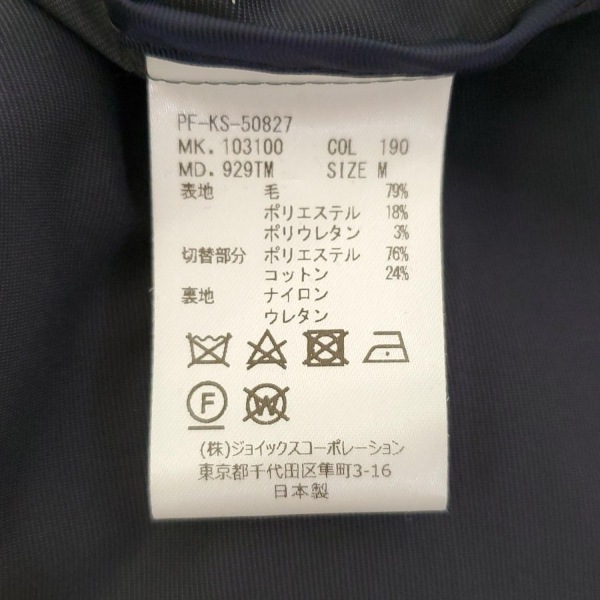 PF-KS-50827
MK. 103100 COL 190
MD. 929TM SIZE M
表地 毛 79%
ポリエステル 18%
ポリウレタン 3%
切替部分 ポリエステル 76%
コットン 24%
裏地 ナイロン
ウレタン
F W
(株)ジョイックスコーポレーション
東京都千代田区隼町3-16
日本製